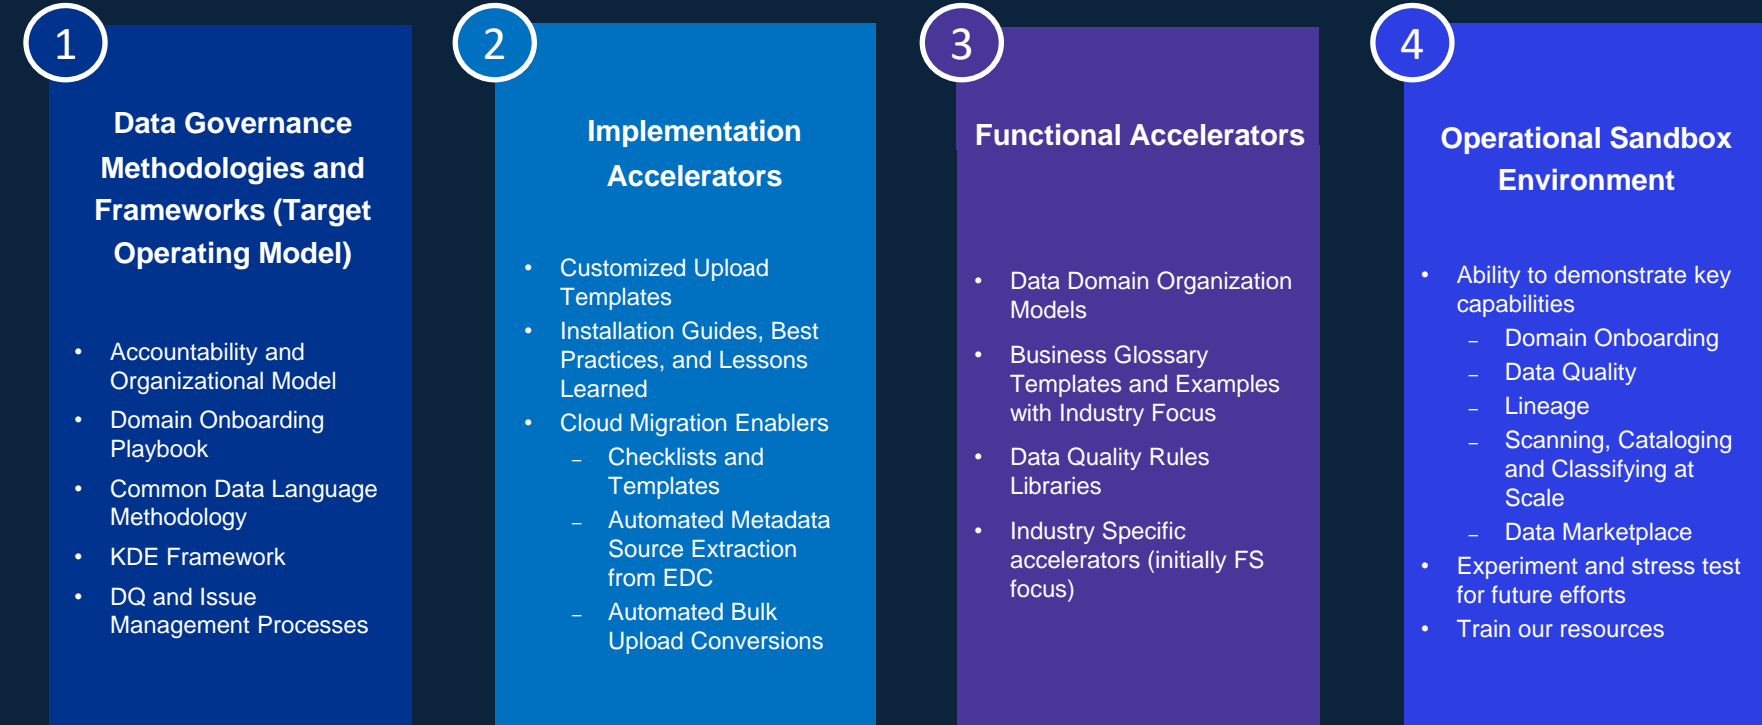 1
Data Governance
Methodologies and
Frameworks (Target
Operating Model)
• Accountability and
Organizational Model
• Domain Onboarding
Playbook
• Common Data Language
Methodology
• KDE Framework
• DQ and Issue
Management Processes
2
Implementation
Accelerators
• Customized Upload
Templates
• Installation Guides, Best
Practices, and Lessons
Learned
• Cloud Migration Enablers
– Checklists and
Templates
– Automated Metadata
Source Extraction
from EDC
– Automated Bulk
Upload Conversions
3
Functional Accelerators
• Data Domain Organization
Models
• Business Glossary
Templates and Examples
with Industry Focus
• Data Quality Rules
Libraries
• Industry Specific
accelerators (initially FS
focus)
4
Operational Sandbox
Environment
• Ability to demonstrate key
capabilities
– Domain Onboarding
– Data Quality
– Lineage
– Scanning, Cataloging
and Classifying at
Scale
– Data Marketplace
• Experiment and stress test
for future efforts
• Train our resources